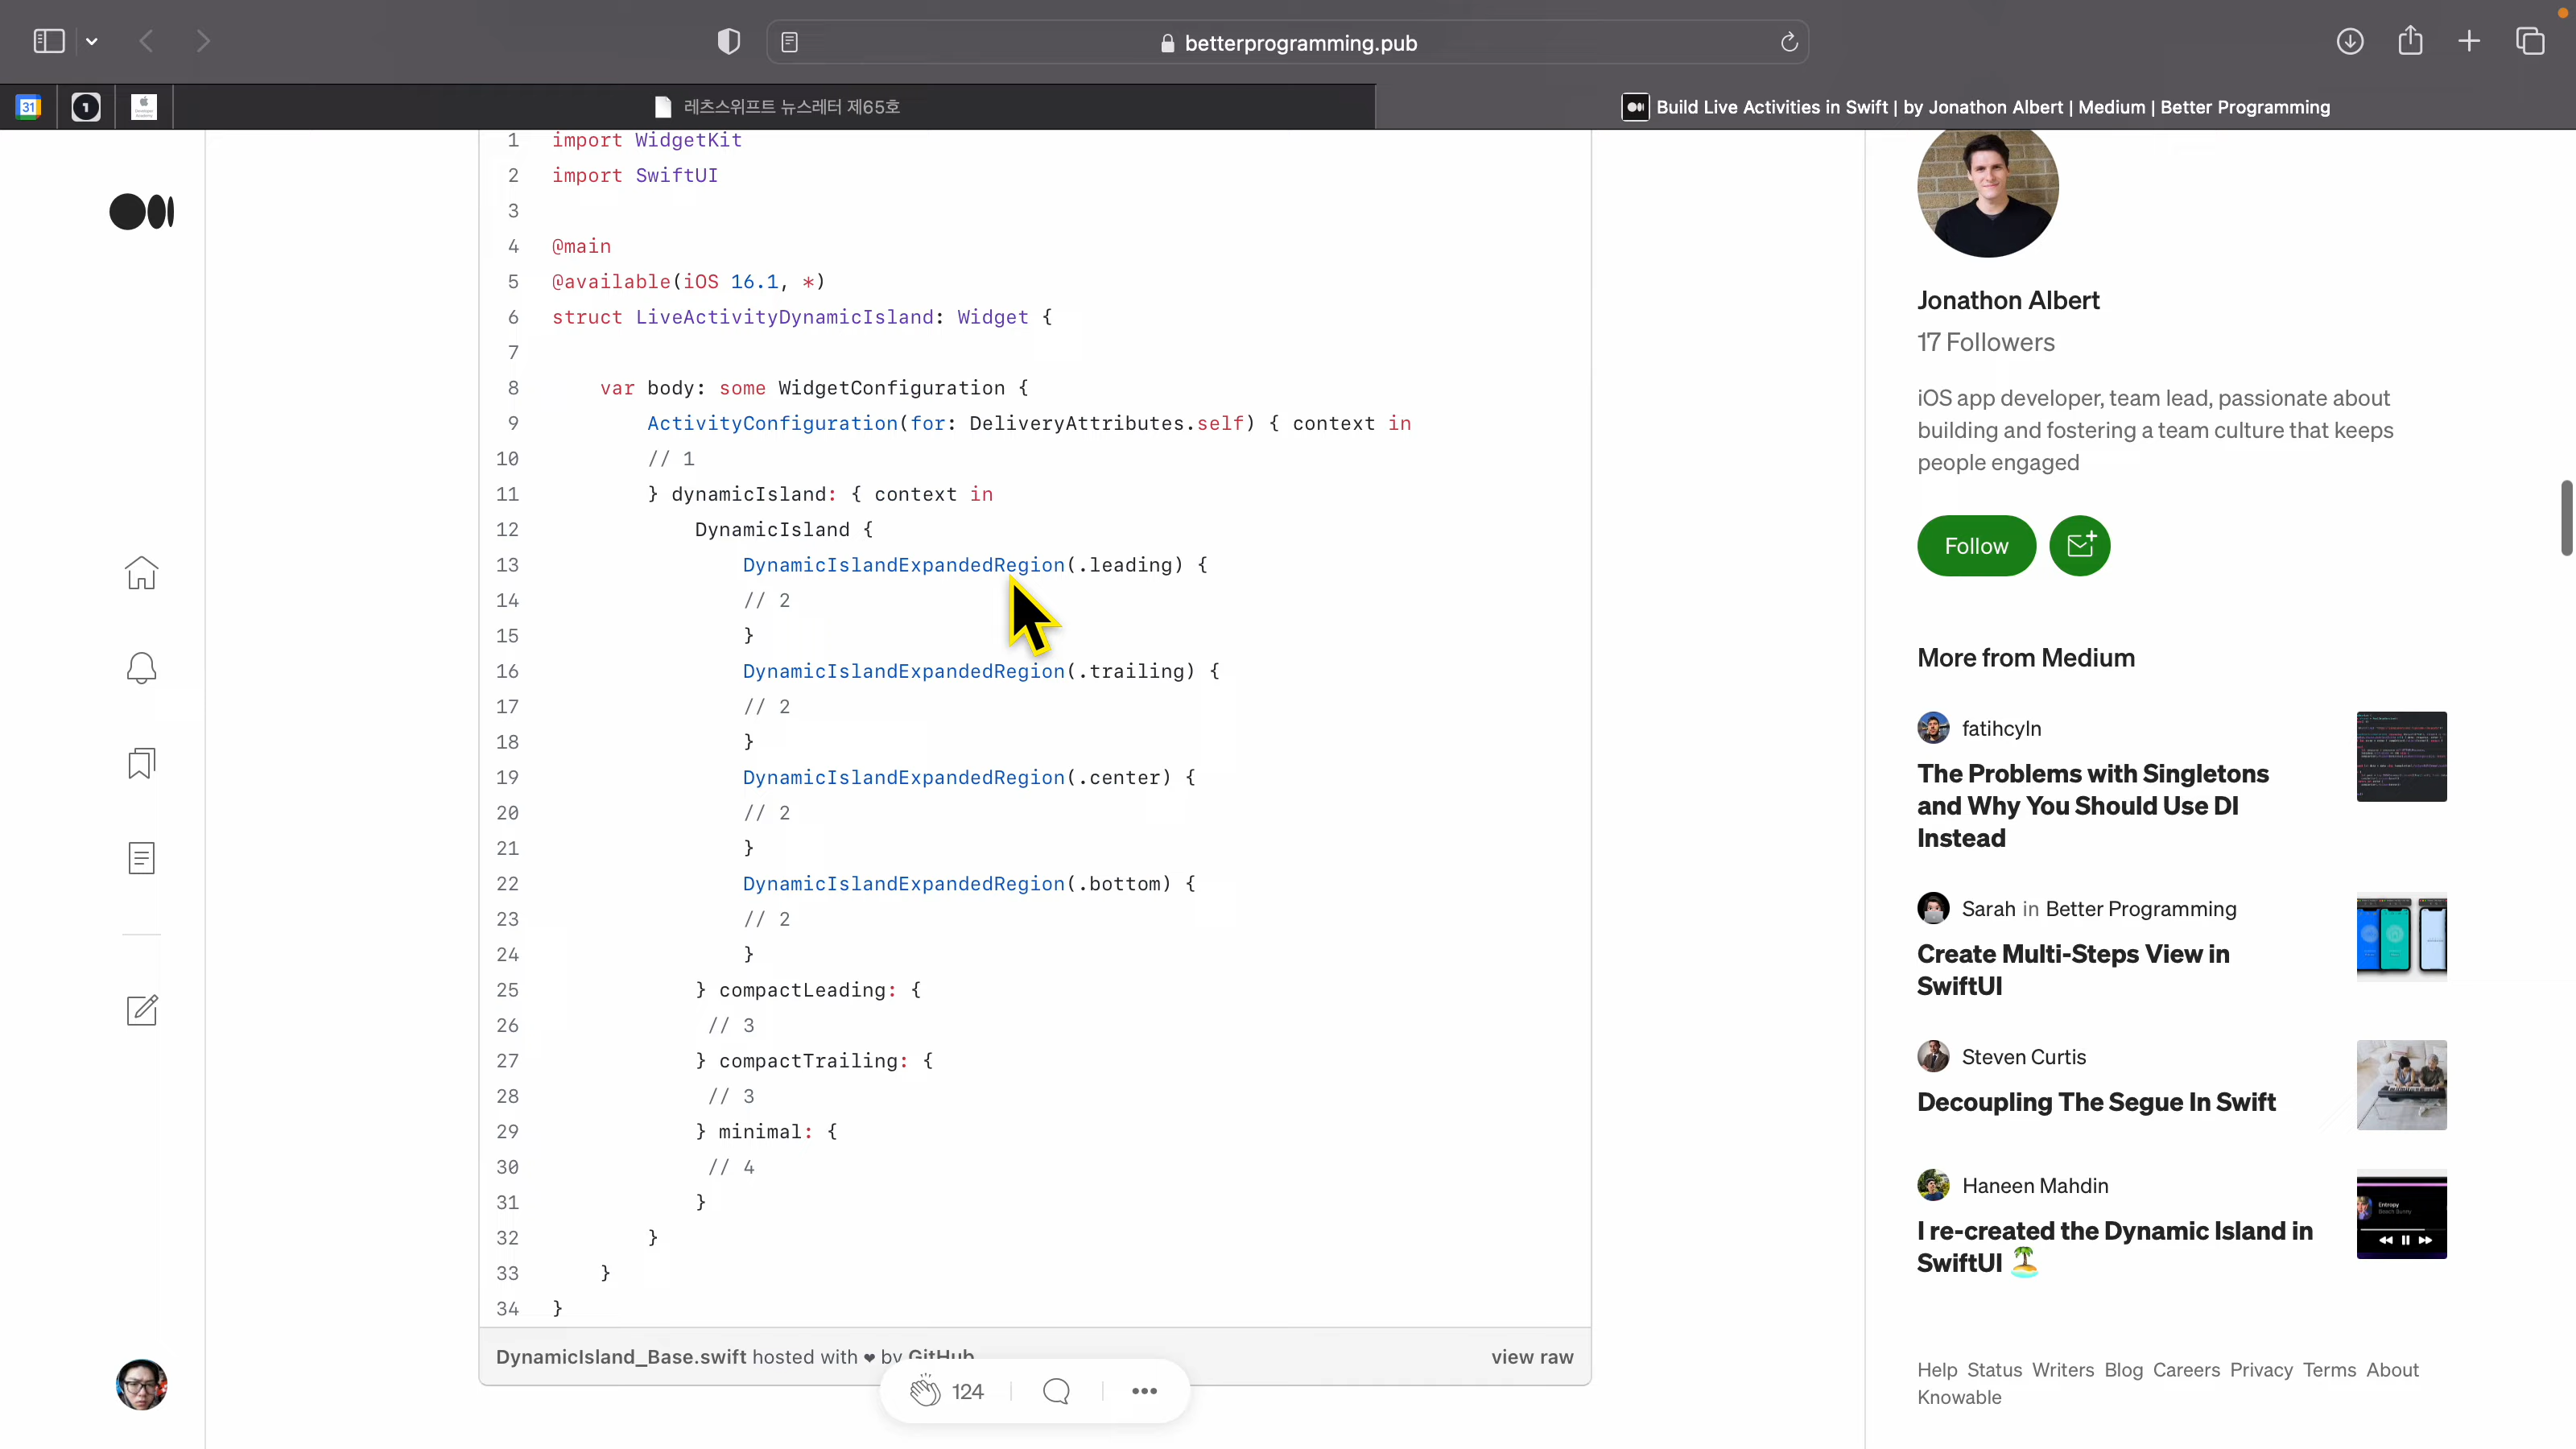 betterprogramming.pub
31
1
레츠스위프트 뉴스레터 제65호
Build Live Activities in Swift | by Jonathon Albert | Medium | Better Programming
1 import WidgetKit
2 import SwiftUI
3
4 @main
5 @available(iOS 16.1, *)
6 struct LiveActivityDynamicIsland: Widget {
7
8 var body: some WidgetConfiguration {
9 ActivityConfiguration(for: DeliveryAttributes.self) { context in
10 // 1
11 } dynamicIsland: { context in
12 DynamicIsland {
13 DynamicIslandExpandedRegion(.leading) {
14 // 2
15 }
16 DynamicIslandExpandedRegion(.trailing) {
17 // 2
18 }
19 DynamicIslandExpandedRegion(.center) {
20 // 2
21 }
22 DynamicIslandExpandedRegion(.bottom) {
23 // 2
24 }
25 } compactLeading: {
26 // 3
27 } compactTrailing: {
28 // 3
29 } minimal: {
30 // 4
31 }
32 }
33 }
34 }
DynamicIsland_Base.swift hosted with ❤ by GitHub
view raw
124
Jonathon Albert
17 Followers
iOS app developer, team lead, passionate about
building and fostering a team culture that keeps
people engaged
Follow
More from Medium
fatihcyln
The Problems with Singletons
and Why You Should Use DI
Instead
Sarah in Better Programming
Create Multi-Steps View in
SwiftUI
Steven Curtis
Decoupling The Segue In Swift
Haneen Mahdin
I re-created the Dynamic Island in
SwiftUI 🏝️
Help Status Writers Blog Careers Privacy Terms About
Knowable